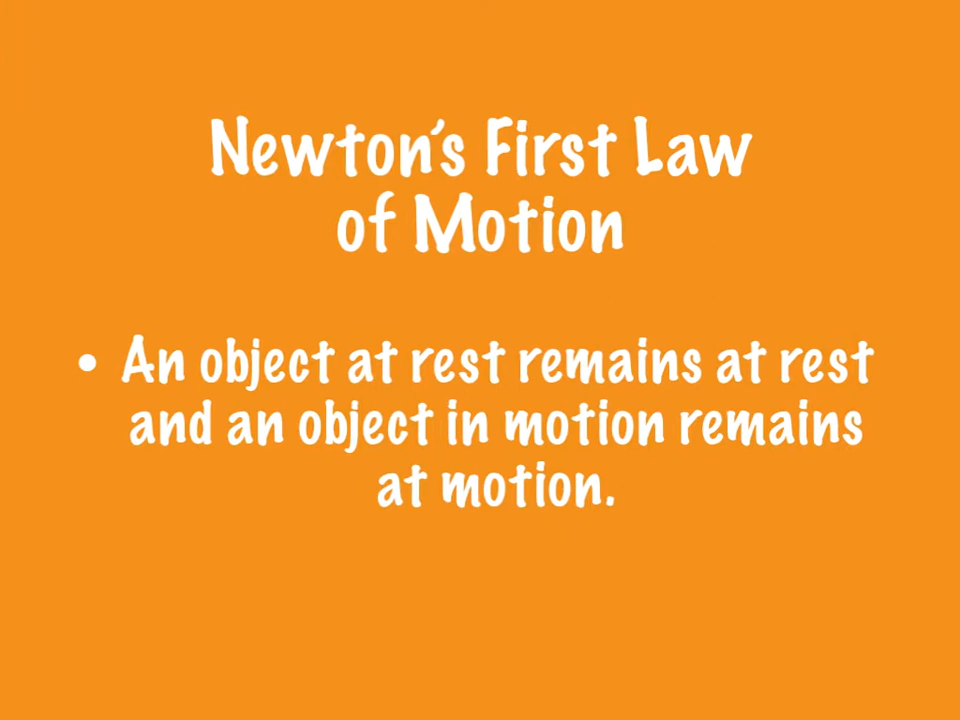 Newton's First Law
of Motion
• An object at rest remains at rest
and an object in motion remains
at motion.